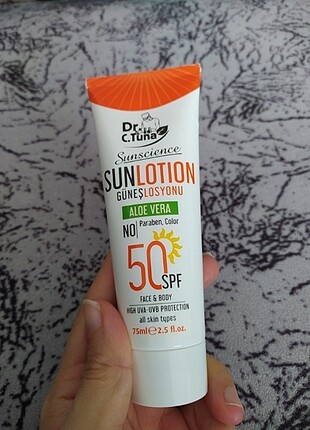 Dr.
C.Tuna
Sunscience
SUNLOTION
GÜNEŞLOSYONU
ALOE VERA
NO Paraben, Color
50 SPF
FACE & BODY
HIGH UVA-UVB PROTECTION
all skin types
75ml e 2.5 fl.oz.